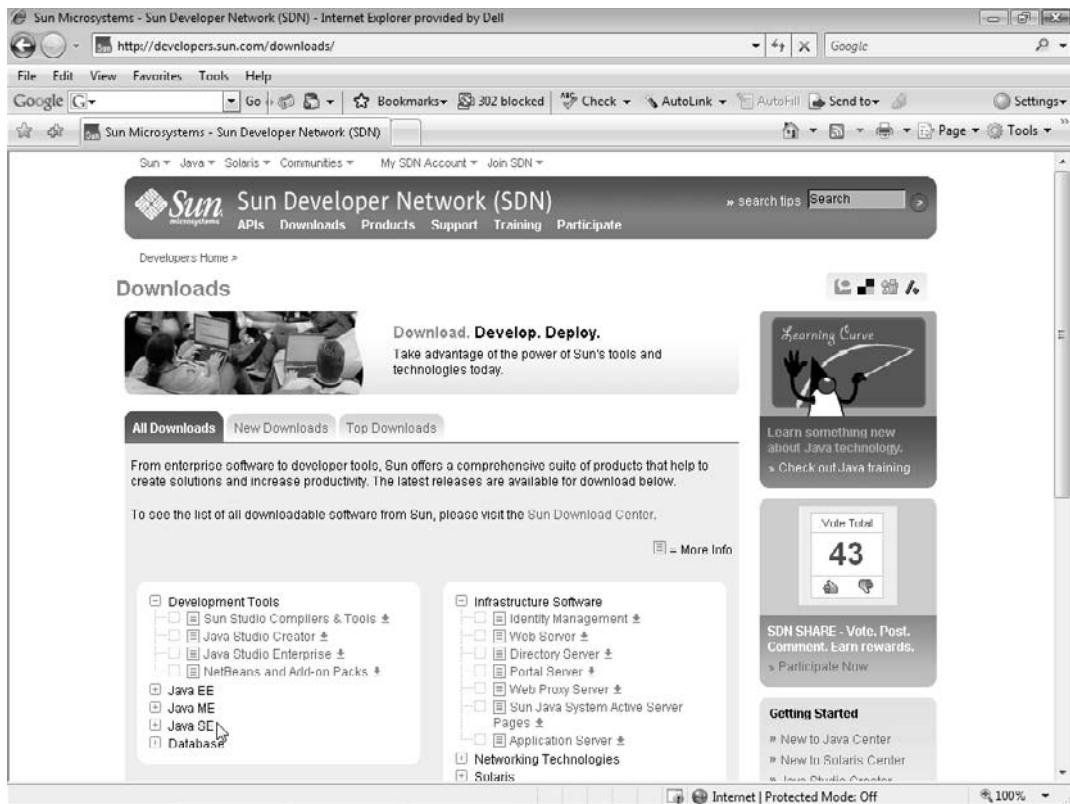 Sun Microsystems - Sun Developer Network (SDN) - Internet Explorer provided by Dell
http://developers.sun.com/downloads/
Google
File Edit View Favorites Tools Help
Google G Go Bookmarks 302 blocked Check AutoLink AutoFill Send to Settings
Sun Microsystems - Sun Developer Network (SDN)
Page Tools
Sun Java Solaris Communities My SDN Account Join SDN
Sun microsystems
Sun Developer Network (SDN)
» search tips Search
APIs Downloads Products Support Training Participate
Developers Home »
Downloads
Download. Develop. Deploy.
Take advantage of the power of Sun's tools and
technologies today.
Learning Curve
Learn something new
about Java technology.
» Check out Java training
All Downloads New Downloads Top Downloads
From enterprise software to developer tools, Sun offers a comprehensive suite of products that help to
create solutions and increase productivity. The latest releases are available for download below.
To see the list of all downloadable software from Sun, please visit the Sun Download Center.
= More Info
Development Tools
Sun Studio Compilers & Tools
Java Studio Creator
Java Studio Enterprise
NetBeans and Add-on Packs
Java EE
Java ME
Java SE
Database
Infrastructure Software
Identity Management
Web Server
Directory Server
Portal Server
Web Proxy Server
Sun Java System Active Server
Pages
Application Server
Networking Technologies
Solaris
Vote Total
43
SDN SHARE - Vote. Post.
Comment. Earn rewards.
» Participate Now
Getting Started
» New to Java Center
» New to Solaris Center
» Java Studio Creator
Internet | Protected Mode: Off
100%